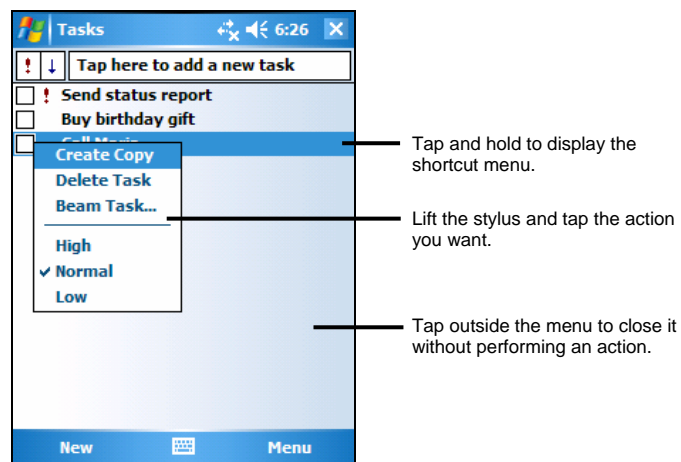 Tasks 6:26
! ↓ Tap here to add a new task
! Send status report
Buy birthday gift
Create Copy
Delete Task
Beam Task...
High
✓ Normal
Low
New Menu
Tap and hold to display the
shortcut menu.
Lift the stylus and tap the action
you want.
Tap outside the menu to close it
without performing an action.